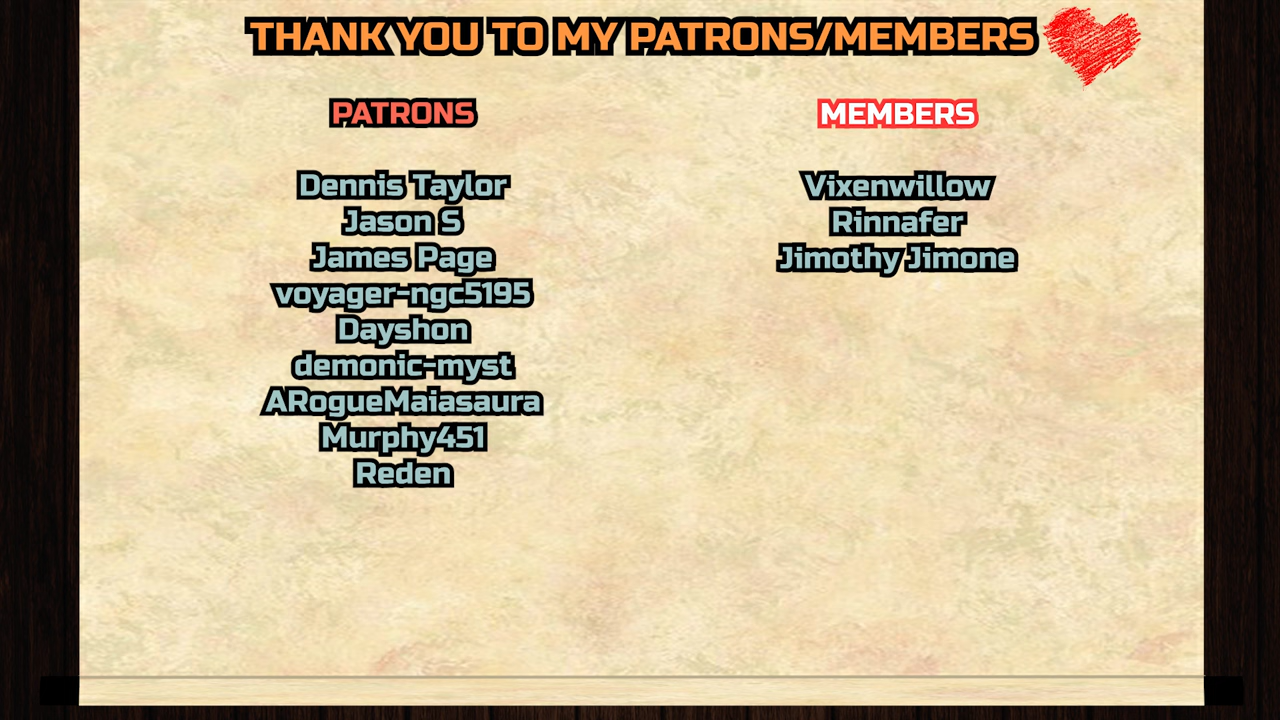 THANK YOU TO MY PATRONS/MEMBERS
PATRONS
Dennis Taylor
Jason S
James Page
voyager-ngc5195
Dayshon
demonic-myst
ARogueMaiasaura
Murphy451
Reden
MEMBERS
Vixenwillow
Rinnafer
Jimothy Jimone